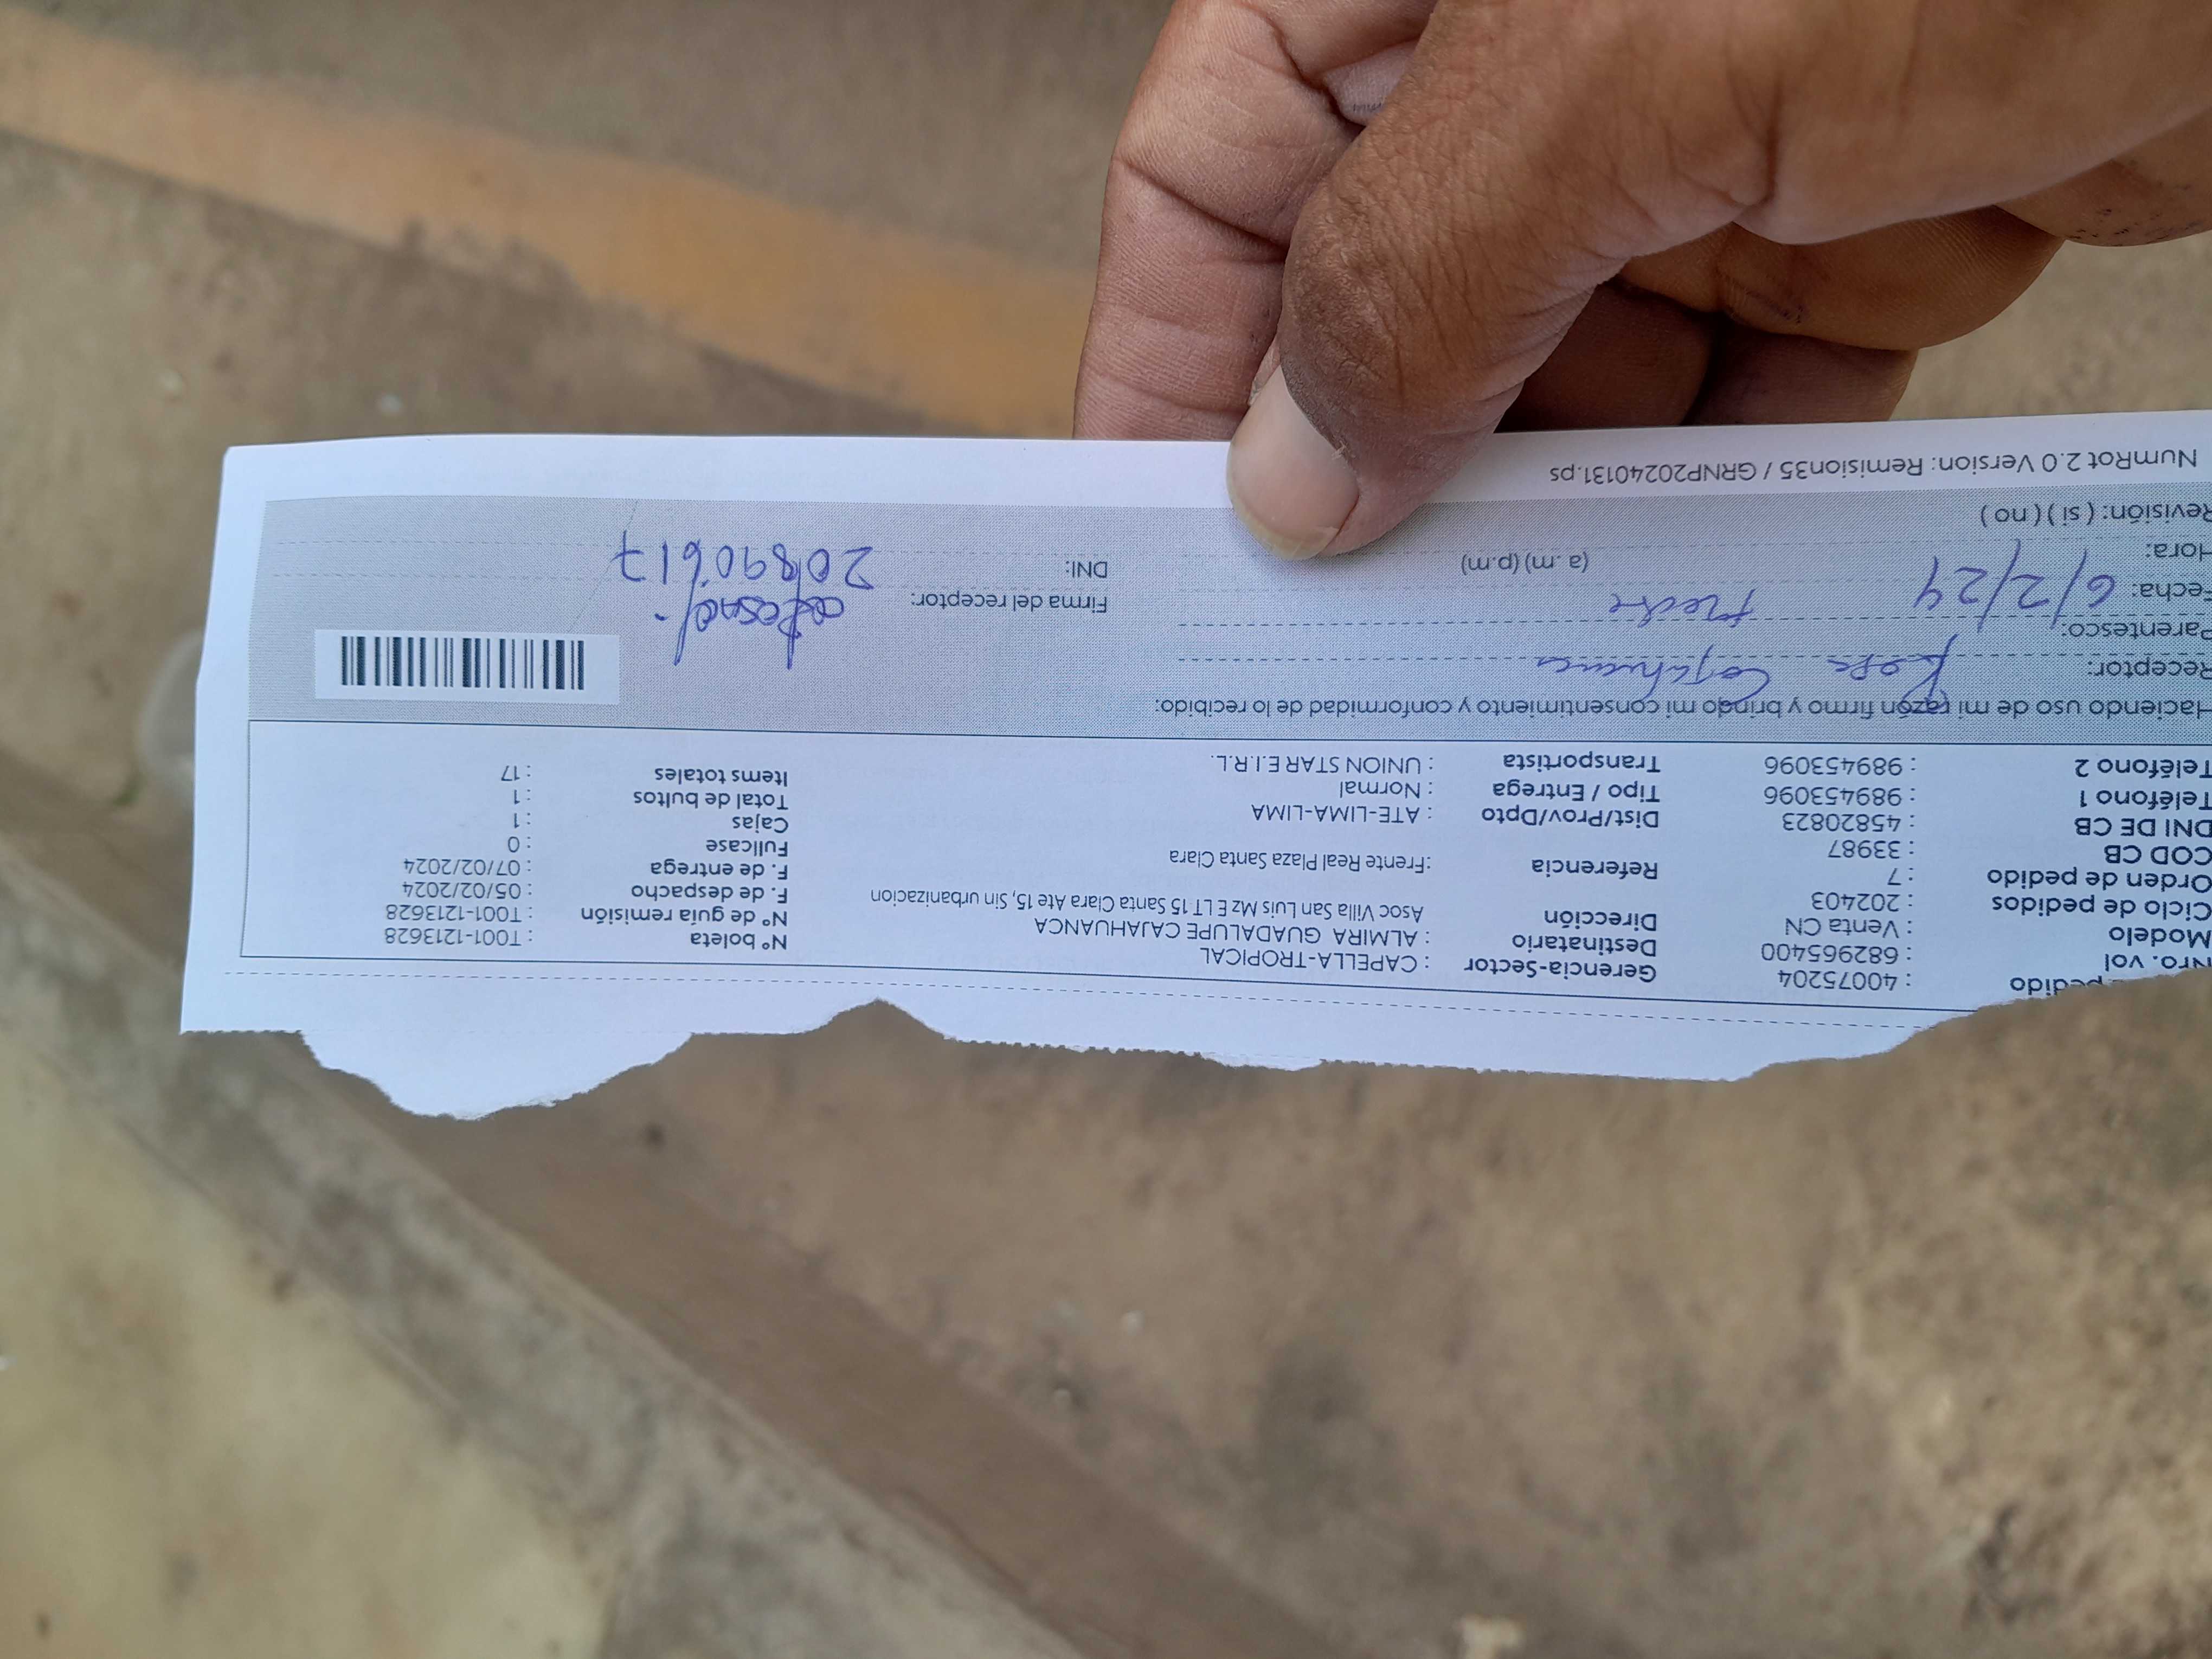 pedido : 40075204 Gerencia-Sector : CAPELLA-TROPICAL Nº boleta : T001-1213628
Nro. vol : 682965400 Destinatario : ALMIRA GUADALUPE CAJAHUANCA Nº de guía remisión : T001-1213628
Modelo : Venta CN Dirección Asoc Villa San Luis Mz E LT 15 Santa Clara Ate 15, Sin urbanizacion F. de despacho : 05/02/2024
Ciclo de pedidos : 202403 F. de entrega : 07/02/2024
Orden de pedido : 7 Referencia :Frente Real Plaza Santa Clara Fullcase : 0
COD CB : 33987 Cajas : 1
DNI DE CB : 45820823 Dist/Prov/Dpto : ATE-LIMA-LIMA Total de bultos : 1
Teléfono 1 : 989453096 Tipo / Entrega : Normal Items totales : 17
Teléfono 2 : 989453096 Transportista : UNION STAR E.I.R.L.
Haciendo uso de mi razón firmo y brindo mi consentimiento y conformidad de lo recibido:
Receptor: Rosa Cajahuanca
Parentesco: Madre Firma del receptor:
Fecha: 6/2/24 DNI: 20890617
Hora: (a .m) (p.m)
Revisión: ( si ) ( no )
NumRot 2.0 Version: Remision35 / GRNP20240131.ps